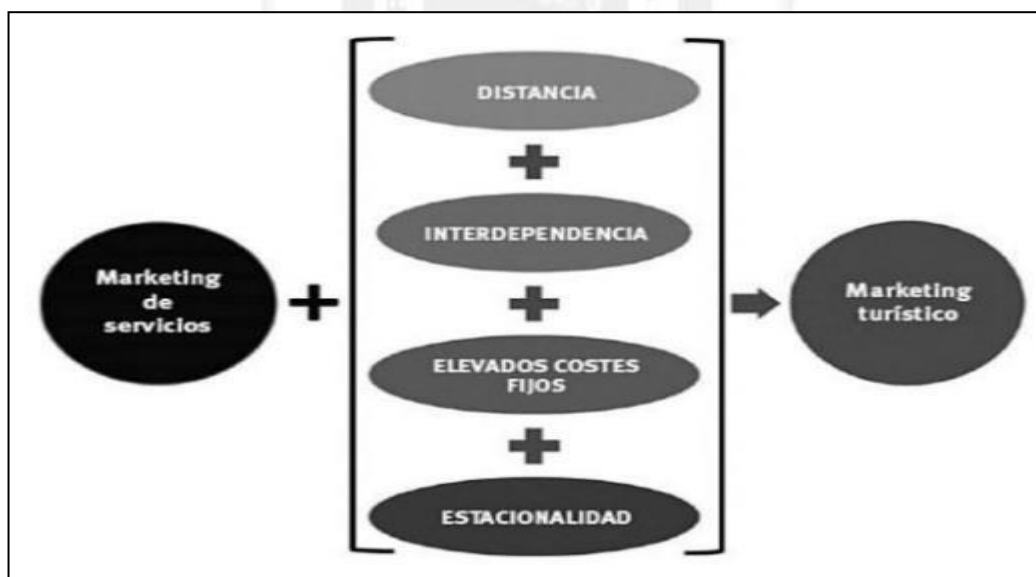 DISTANCIA
INTERDEPENDENCIA
ELEVADOS COSTES
FIJOS
ESTACIONALIDAD
Marketing
de
servicios
Marketing
turístico